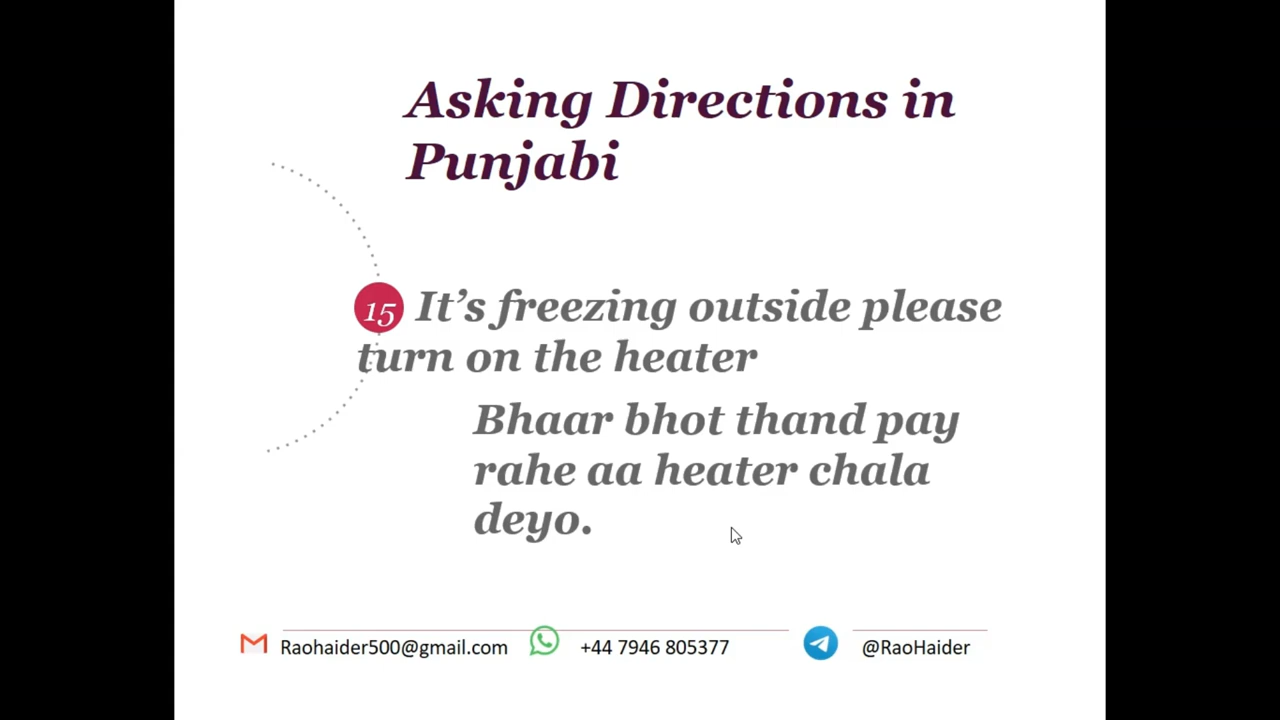 Asking Directions in
Punjabi
15 It's freezing outside please
turn on the heater
Bhaar bhot thand pay
rahe aa heater chala
deyo.
Raohaider500@gmail.com +44 7946 805377 @RaoHaider